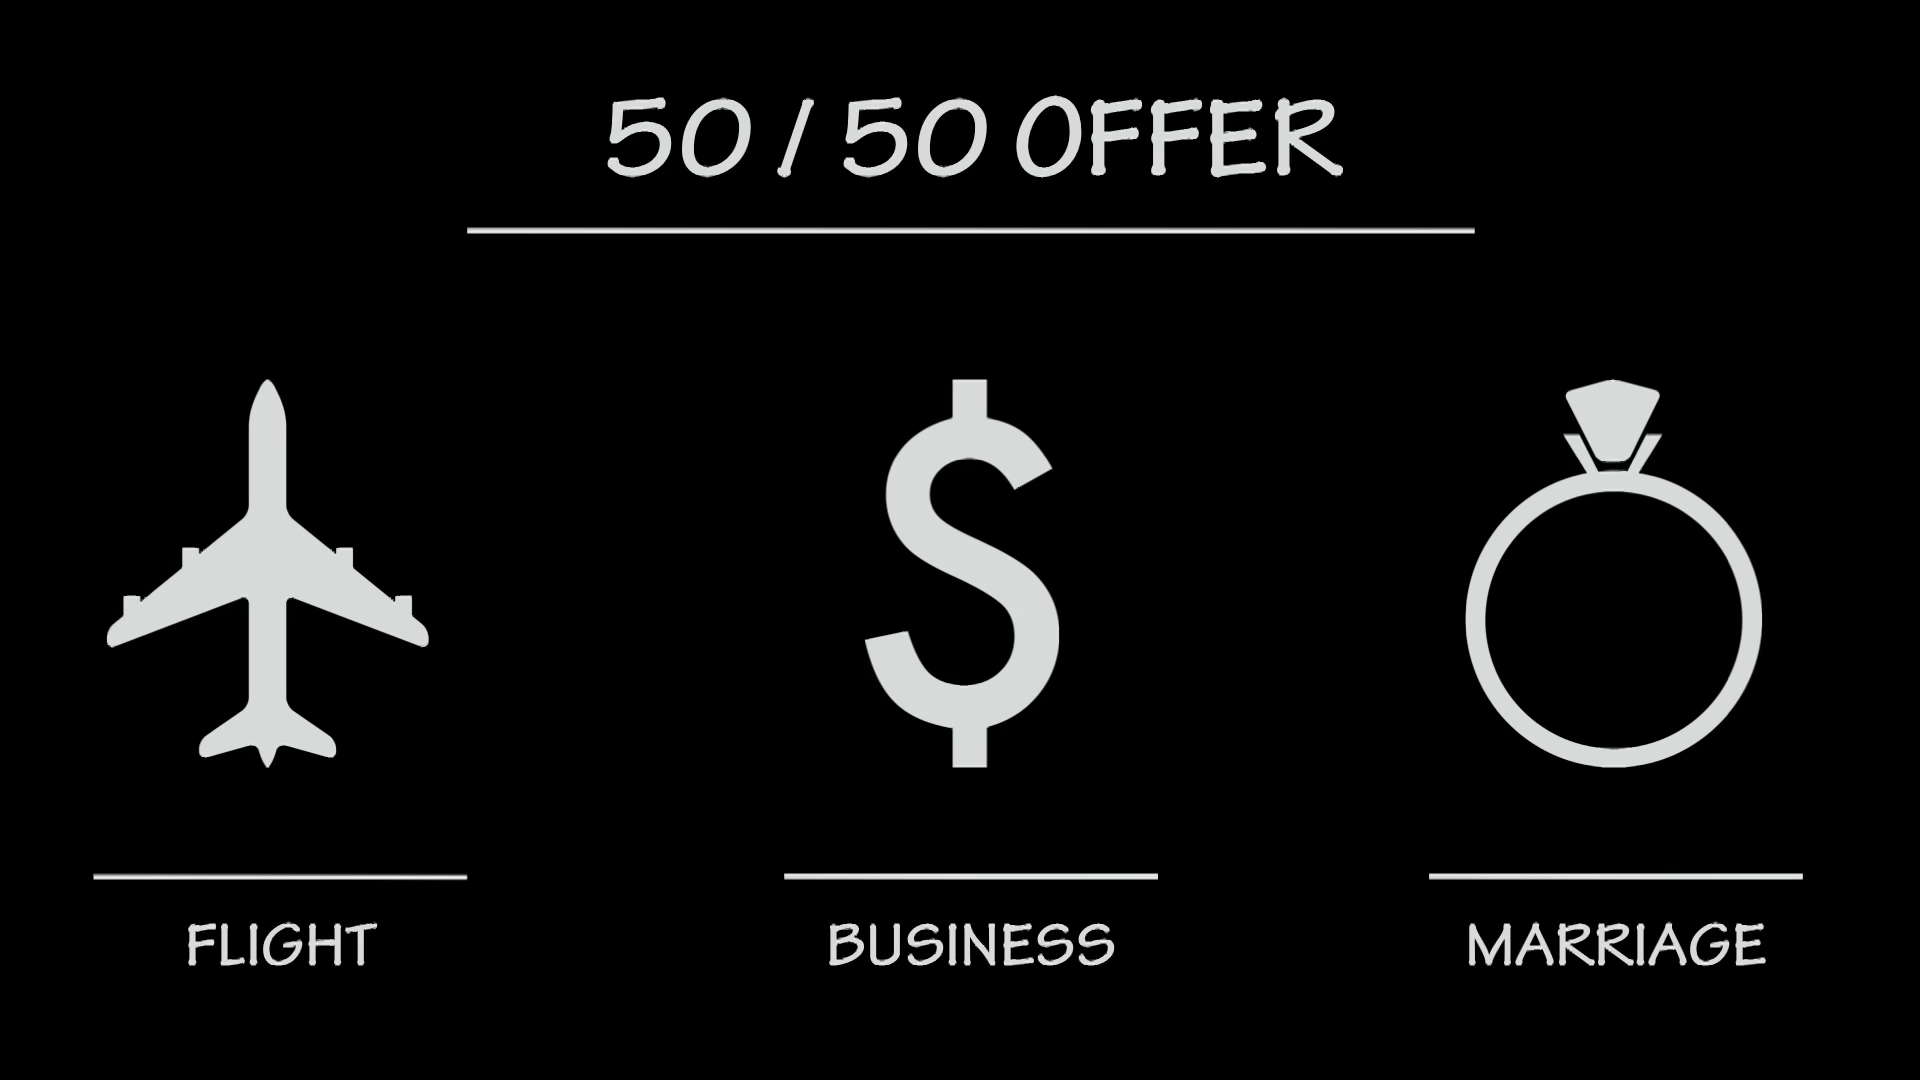 50 / 50 OFFER
$
FLIGHT
BUSINESS
MARRIAGE